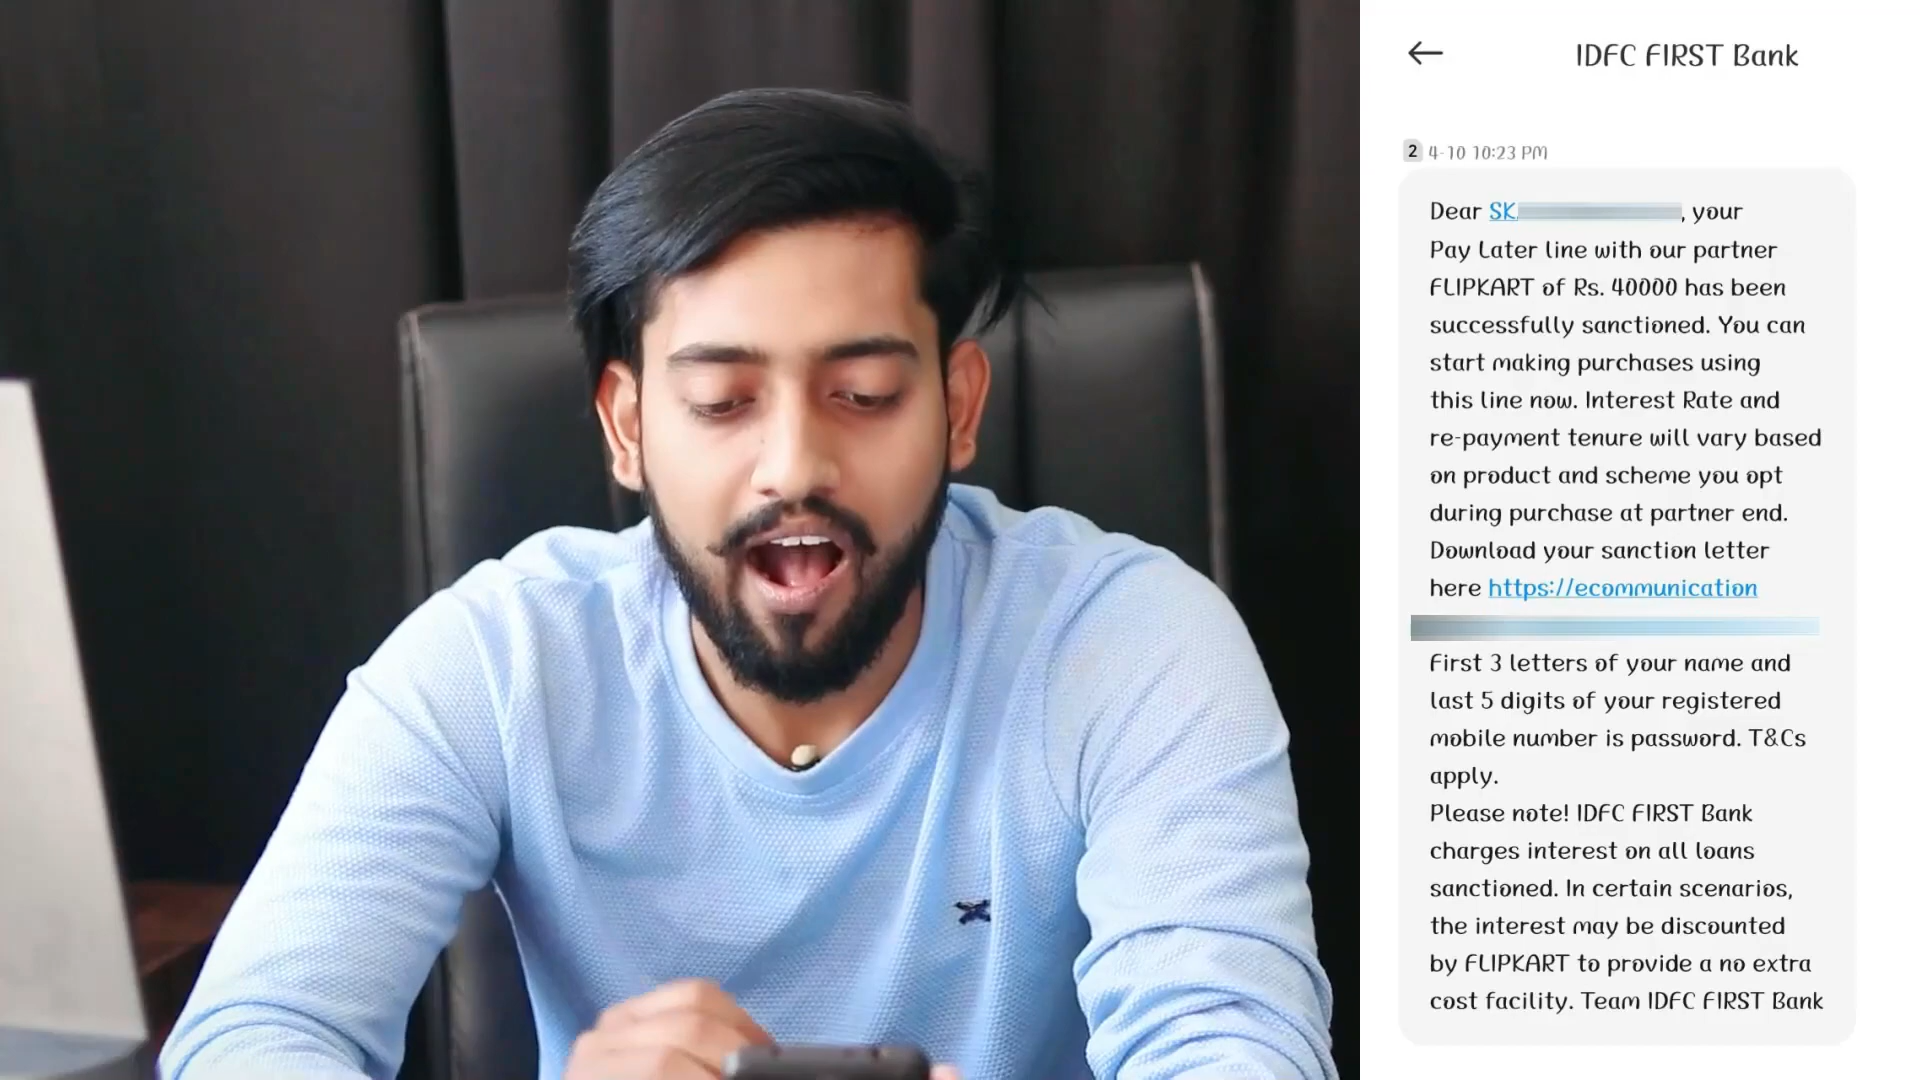 IDFC FIRST Bank
2 4-10 10:23 PM
Dear SK , your
Pay Later line with our partner
FLIPKART of Rs. 40000 has been
successfully sanctioned. You can
start making purchases using
this line now. Interest Rate and
re-payment tenure will vary based
on product and scheme you opt
during purchase at partner end.
Download your sanction letter
here https://ecommunication
First 3 letters of your name and
last 5 digits of your registered
mobile number is password. T&Cs
apply.
Please note! IDFC FIRST Bank
charges interest on all loans
sanctioned. In certain scenarios,
the interest may be discounted
by FLIPKART to provide a no extra
cost facility. Team IDFC FIRST Bank